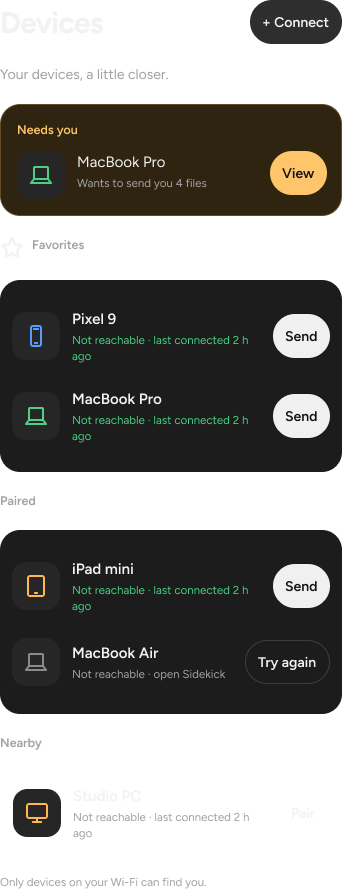 Devices
+ Connect
Your devices, a little closer.
Needs you
MacBook Pro
Wants to send you 4 files
View
Favorites
Pixel 9
Not reachable · last connected 2 h
ago
Send
MacBook Pro
Not reachable · last connected 2 h
ago
Send
Paired
iPad mini
Not reachable · last connected 2 h
ago
Send
MacBook Air
Not reachable · open Sidekick
Try again
Nearby
Studio PC
Not reachable · last connected 2 h
ago
Pair
Only devices on your Wi-Fi can find you.